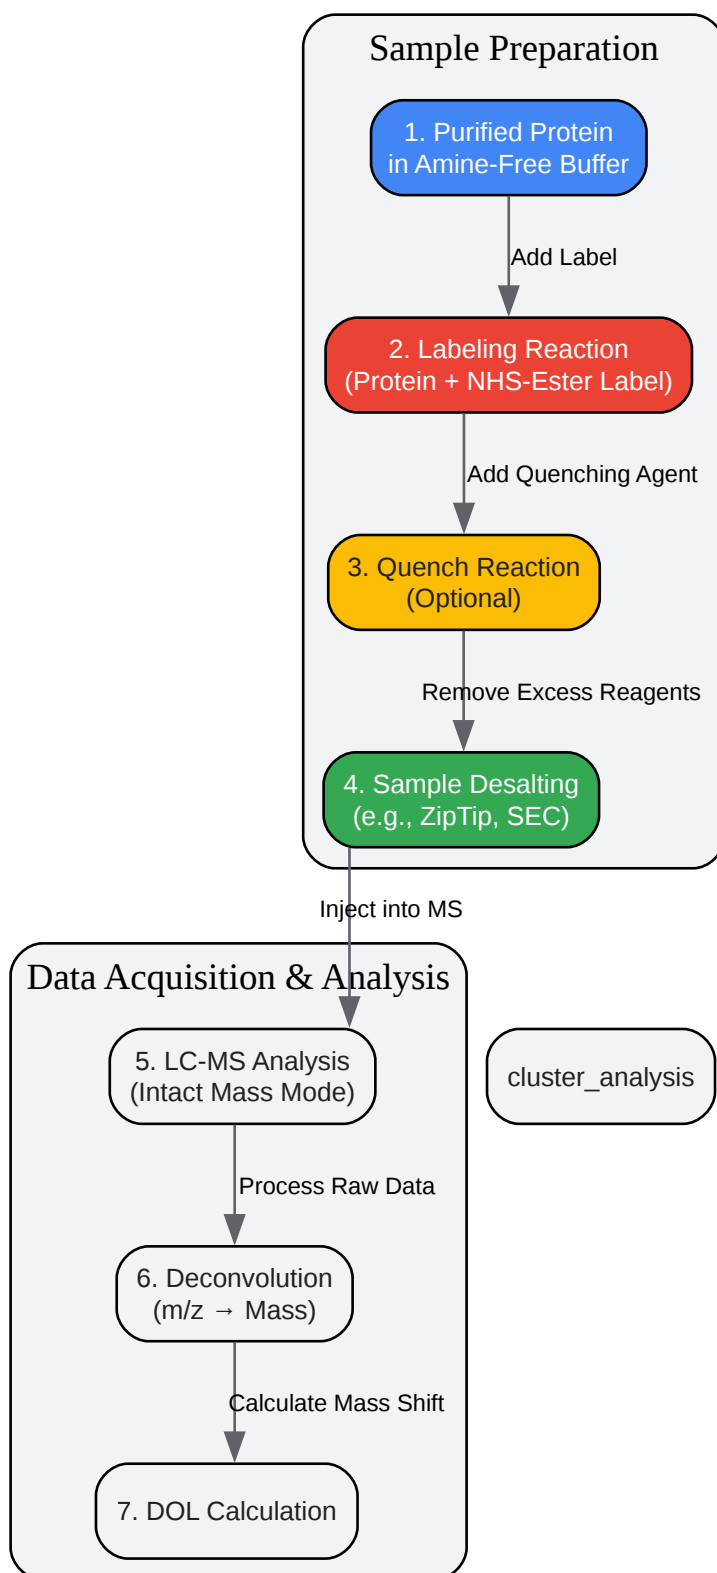 Sample Preparation
1. Purified Protein
in Amine-Free Buffer
Add Label
2. Labeling Reaction
(Protein + NHS-Ester Label)
Add Quenching Agent
3. Quench Reaction
(Optional)
Remove Excess Reagents
4. Sample Desalting
(e.g., ZipTip, SEC)
Inject into MS
Data Acquisition & Analysis
5. LC-MS Analysis
(Intact Mass Mode)
cluster_analysis
Process Raw Data
6. Deconvolution
(m/z → Mass)
Calculate Mass Shift
7. DOL Calculation